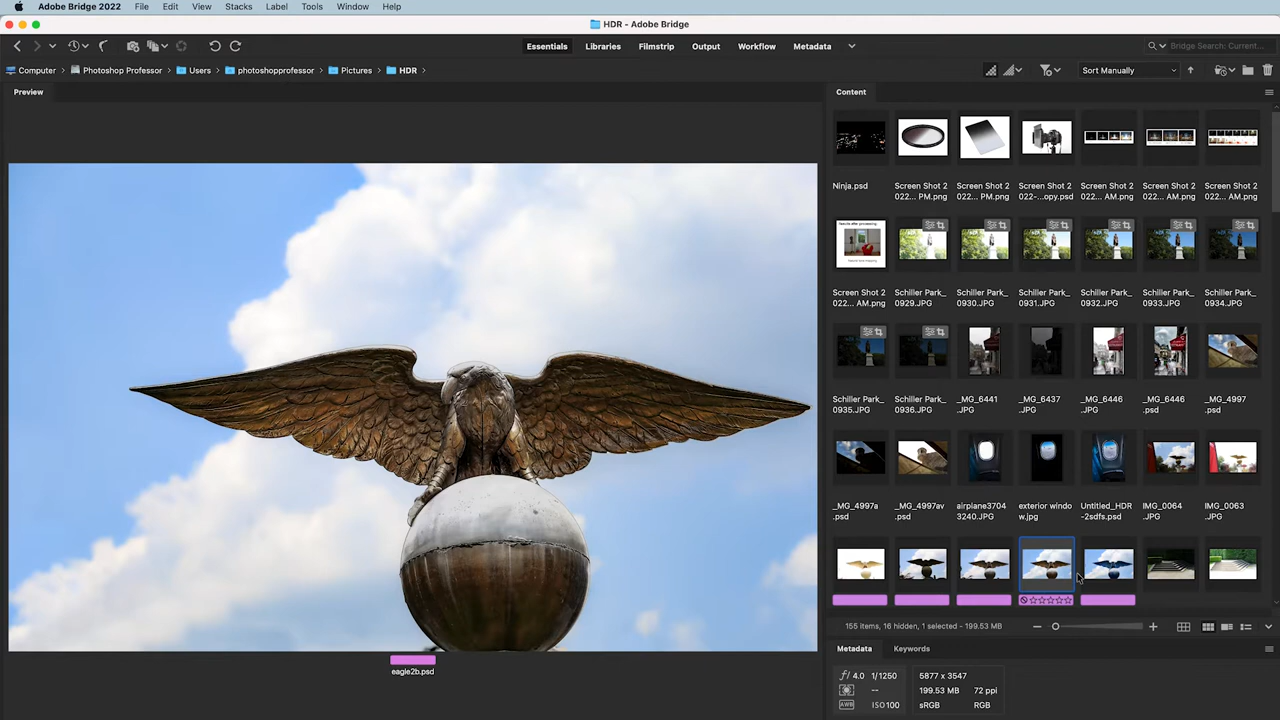 Adobe Bridge 2022 File Edit View Stacks Label Tools Window Help
HDR - Adobe Bridge
Essentials Libraries Filmstrip Output Workflow Metadata
Bridge Search: Current...
Computer Photoshop Professor Users photoshopprofessor Pictures HDR
Sort Manually
Preview
Content
Ninja.psd
Screen Shot 2
022... PM.png
Screen Shot 2
022... PM.png
Screen Shot 2
022-...opy.psd
Screen Shot 2
022... AM.png
Screen Shot 2
022... AM.png
Screen Shot 2
022... AM.png
Screen Shot 2
022... AM.png
Schiller Park_
0929.JPG
Schiller Park_
0930.JPG
Schiller Park_
0931.JPG
Schiller Park_
0932.JPG
Schiller Park_
0933.JPG
Schiller Park_
0934.JPG
Schiller Park_
0935.JPG
Schiller Park_
0936.JPG
_MG_6441
.JPG
_MG_6437
.JPG
_MG_6446
.JPG
_MG_6446
.psd
_MG_4997
.psd
_MG_4997a
.psd
_MG_4997av
.psd
airplane3704
3240.JPG
exterior windo
w.jpg
Untitled_HDR
-2sdfs.psd
IMG_0064
.JPG
IMG_0063
.JPG
eagle2b.psd
155 items, 16 hidden, 1 selected - 199.53 MB
Metadata Keywords
f/ 4.0 1/1250
--
AWB ISO100
5877 x 3547
199.53 MB 72 ppi
sRGB RGB